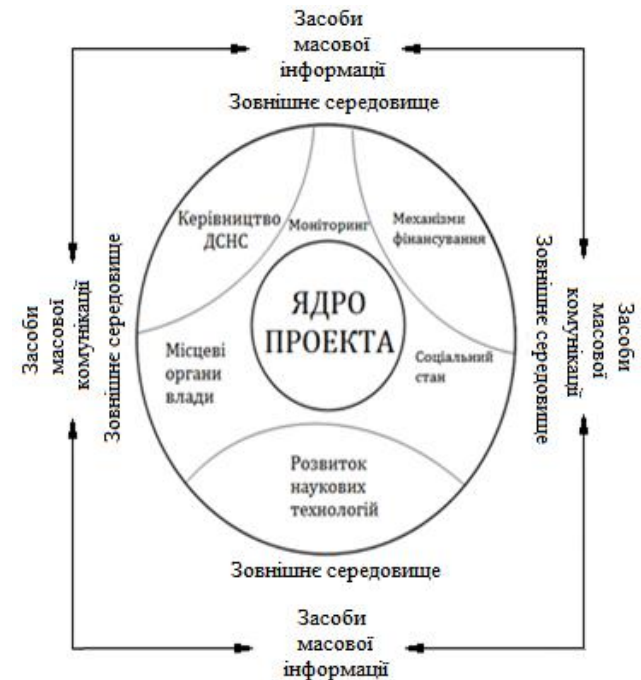 Засоби
масової
інформації
Зовнішнє середовище
Керівництво
ДСНС
Моніторинг
Механізми
фінансування
ЯДРО
ПРОЕКТА
Засоби
масової
комунікації
Зовнішнє середовище
Місцеві
органи
влади
Соціальний
стан
Зовнішнє середовище
Засоби
масової
комунікації
Розвиток
наукових
технологій
Зовнішнє середовище
Засоби
масової
інформації